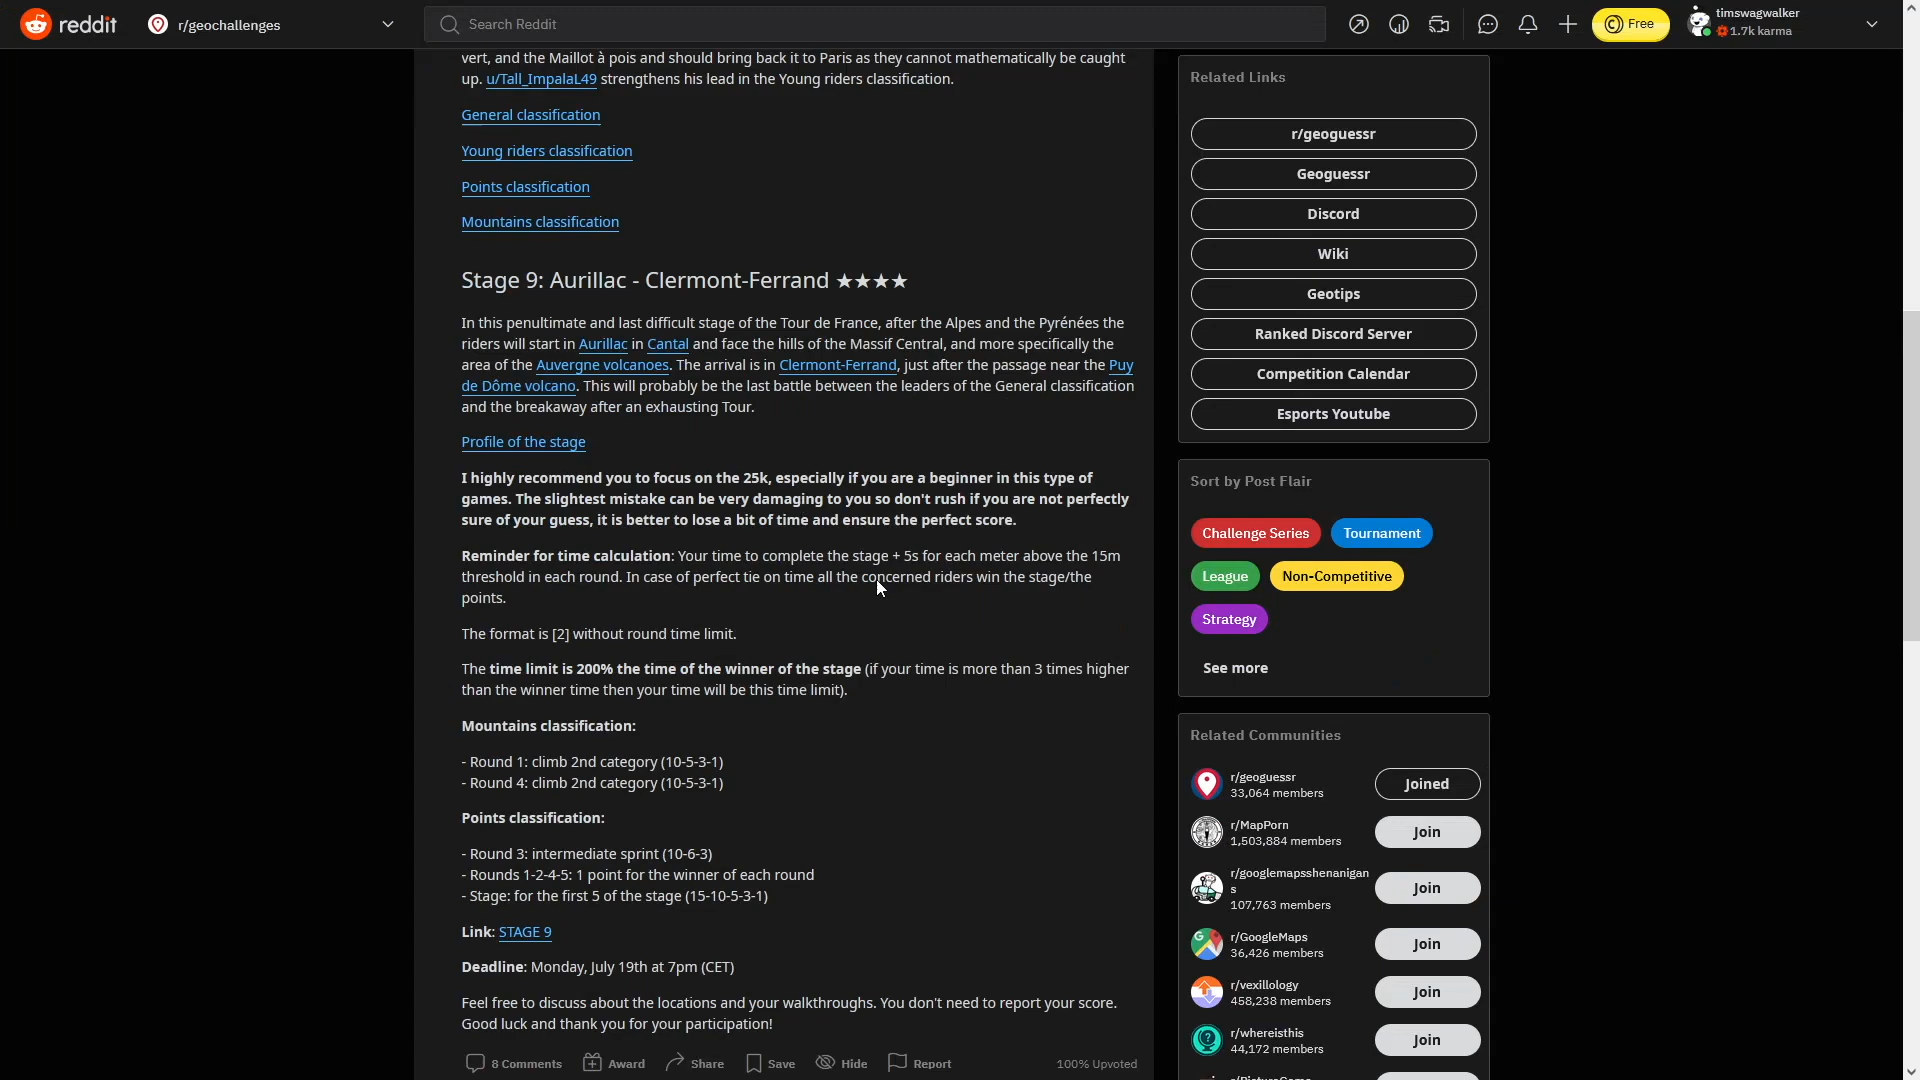 reddit
r/geochallenges
Search Reddit
Free
timswagwalker
1.7k karma
vert, and the Maillot à pois and should bring back it to Paris as they cannot mathematically be caught
up. u/Tall_ImpalaL49 strengthens his lead in the Young riders classification.
General classification
Young riders classification
Points classification
Mountains classification
Stage 9: Aurillac - Clermont-Ferrand ★★★★
In this penultimate and last difficult stage of the Tour de France, after the Alpes and the Pyrénées the
riders will start in Aurillac in Cantal and face the hills of the Massif Central, and more specifically the
area of the Auvergne volcanoes. The arrival is in Clermont-Ferrand, just after the passage near the Puy
de Dôme volcano. This will probably be the last battle between the leaders of the General classification
and the breakaway after an exhausting Tour.
Profile of the stage
I highly recommend you to focus on the 25k, especially if you are a beginner in this type of
games. The slightest mistake can be very damaging to you so don't rush if you are not perfectly
sure of your guess, it is better to lose a bit of time and ensure the perfect score.
Reminder for time calculation: Your time to complete the stage + 5s for each meter above the 15m
threshold in each round. In case of perfect tie on time all the concerned riders win the stage/the
points.
The format is [2] without round time limit.
The time limit is 200% the time of the winner of the stage (if your time is more than 3 times higher
than the winner time then your time will be this time limit).
Mountains classification:
- Round 1: climb 2nd category (10-5-3-1)
- Round 4: climb 2nd category (10-5-3-1)
Points classification:
- Round 3: intermediate sprint (10-6-3)
- Rounds 1-2-4-5: 1 point for the winner of each round
- Stage: for the first 5 of the stage (15-10-5-3-1)
Link: STAGE 9
Deadline: Monday, July 19th at 7pm (CET)
Feel free to discuss about the locations and your walkthroughs. You don't need to report your score.
Good luck and thank you for your participation!
8 Comments
Award
Share
Save
Hide
Report
100% Upvoted
Related Links
r/geoguessr
Geoguessr
Discord
Wiki
Geotips
Ranked Discord Server
Competition Calendar
Esports Youtube
Sort by Post Flair
Challenge Series
Tournament
League
Non-Competitive
Strategy
See more
Related Communities
r/geoguessr
33,064 members
Joined
r/MapPorn
1,503,884 members
Join
r/googlemapsshenanigan
s
107,763 members
Join
r/GoogleMaps
36,426 members
Join
r/vexillology
458,238 members
Join
r/whereisthis
44,172 members
Join